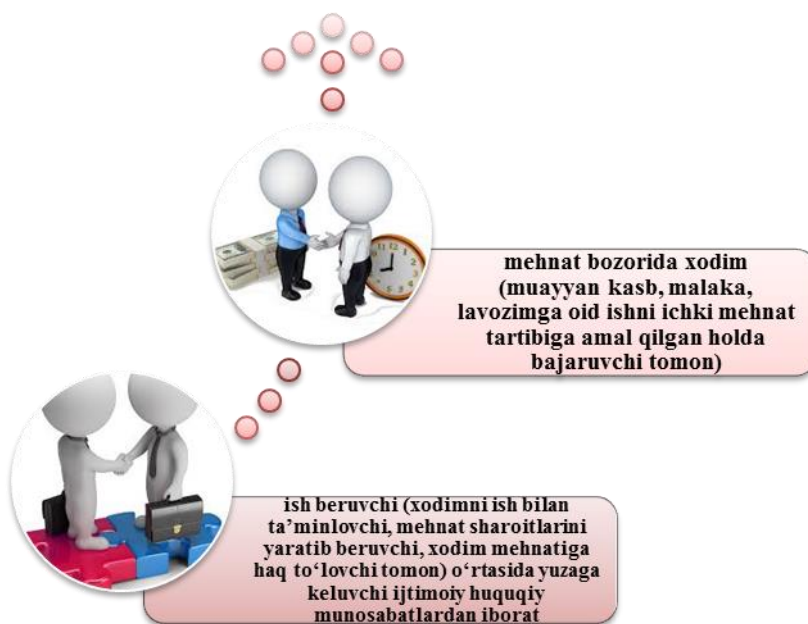 mehnat bozorida xodim
(muayyan kasb, malaka,
lavozimga oid ishni ichki mehnat
tartibiga amal qilgan holda
bajaruvchi tomon)
ish beruvchi (xodimni ish bilan
ta’minlovchi, mehnat sharoitlarini
yaratib beruvchi, xodim mehnatiga
haq to‘lovchi tomon) o‘rtasida yuzaga
keluvchi ijtimoiy huquqiy
munosabatlardan iborat